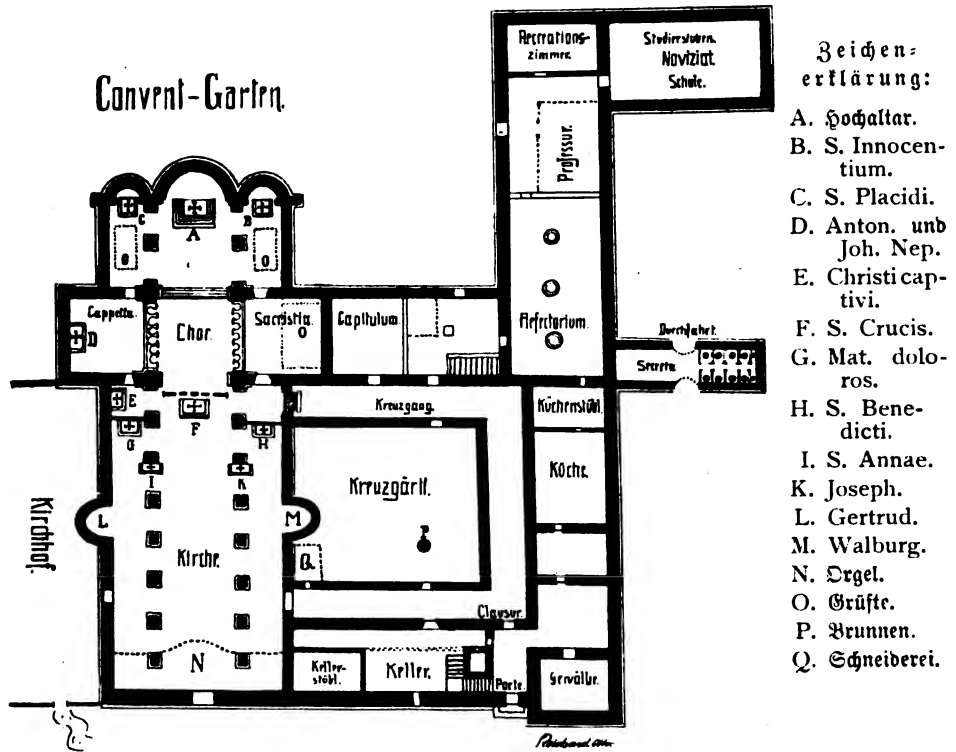 Recreations-
zimmer.
Studierstuben.
Noviziat.
Schule.
Convent-Garten.
Professur.
C
A
B
O
O
Cappella.
D
Chor.
Sacristia.
O
Capitulum.
Refectorium.
Durchfahrt.
Secreta
E
F
G
H
I
K
Kreuzgang.
Küchenstübl.
Küche.
Kreuzgärtl.
P
L
M
Q
Kirchhof.
Kirche.
Clausur.
N
Keller-
stübl.
Keller.
Porte.
Gewölbe.
Zeichen-
erklärung:
A. Hochaltar.
B. S. Innocen-
tium.
C. S. Placidi.
D. Anton. und
Joh. Nep.
E. Christi cap-
tivi.
F. S. Crucis.
G. Mat. dolo-
ros.
H. S. Bene-
dicti.
I. S. Annae.
K. Joseph.
L. Gertrud.
M. Walburg.
N. Orgel.
O. Grüfte.
P. Brunnen.
Q. Schneiderei.